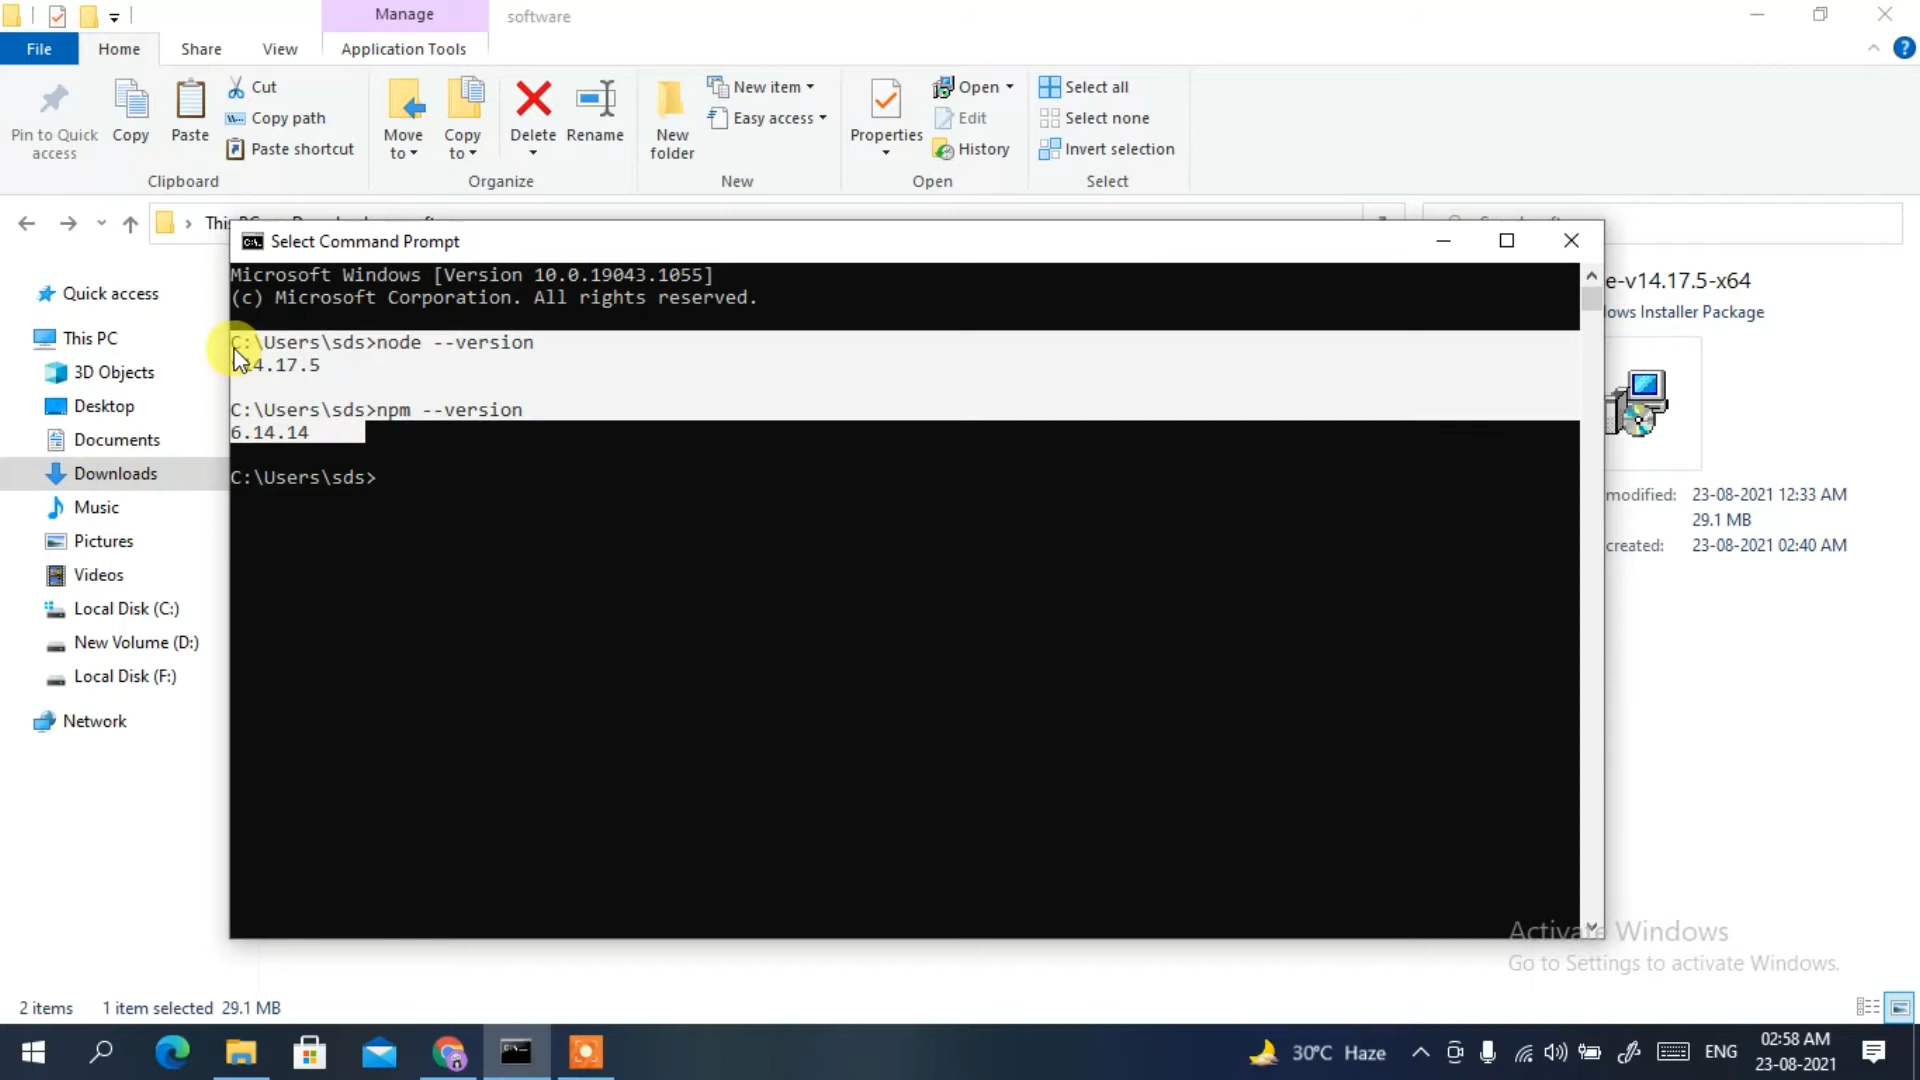 Manage
software
File
Home
Share
View
Application Tools
Pin to Quick access
Copy
Paste
Cut
Copy path
Paste shortcut
Clipboard
Move to
Copy to
Delete
Rename
Organize
New folder
New item
Easy access
New
Properties
Open
Edit
History
Open
Select all
Select none
Invert selection
Select
Select Command Prompt
Microsoft Windows [Version 10.0.19043.1055]
(c) Microsoft Corporation. All rights reserved.
C:\Users\sds>node --version
4.17.5
C:\Users\sds>npm --version
6.14.14
C:\Users\sds>
Quick access
This PC
3D Objects
Desktop
Documents
Downloads
Music
Pictures
Videos
Local Disk (C:)
New Volume (D:)
Local Disk (F:)
Network
e-v14.17.5-x64
lows Installer Package
modified: 23-08-2021 12:33 AM
29.1 MB
created: 23-08-2021 02:40 AM
Activate Windows
Go to Settings to activate Windows.
2 items
1 item selected 29.1 MB
30°C Haze
ENG
02:58 AM
23-08-2021